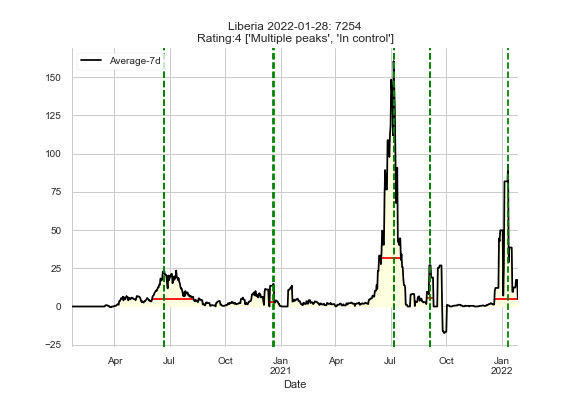 Liberia 2022-01-28: 7254
Rating:4 ['Multiple peaks', 'In control']
Average-7d
150
125
100
75
50
25
0
−25
Apr Jul Oct Jan Apr Jul Oct Jan
2021 2022
Date